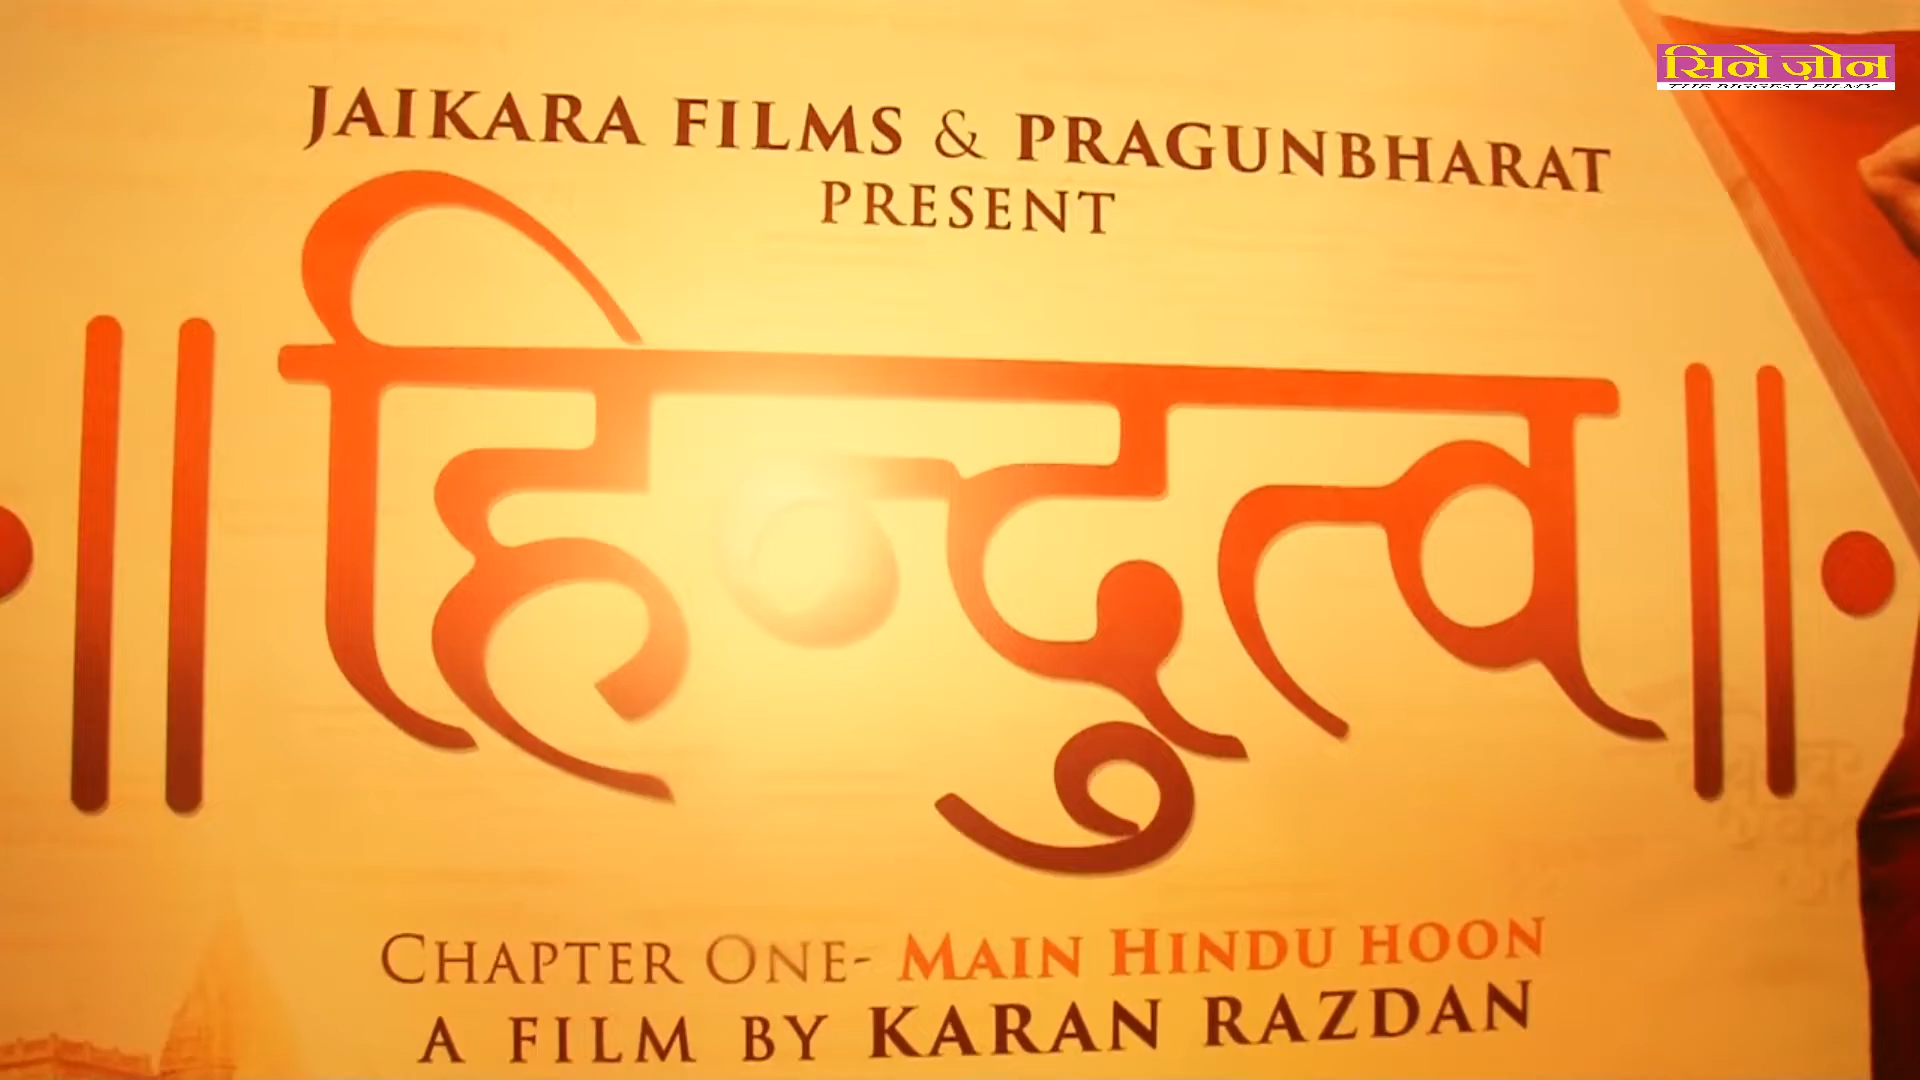 सिने ज़ोन
JAIKARA FILMS & PRAGUNBHARAT
PRESENT
॥ हिन्दुत्व ॥
CHAPTER ONE- MAIN HINDU HOON
A FILM BY KARAN RAZDAN